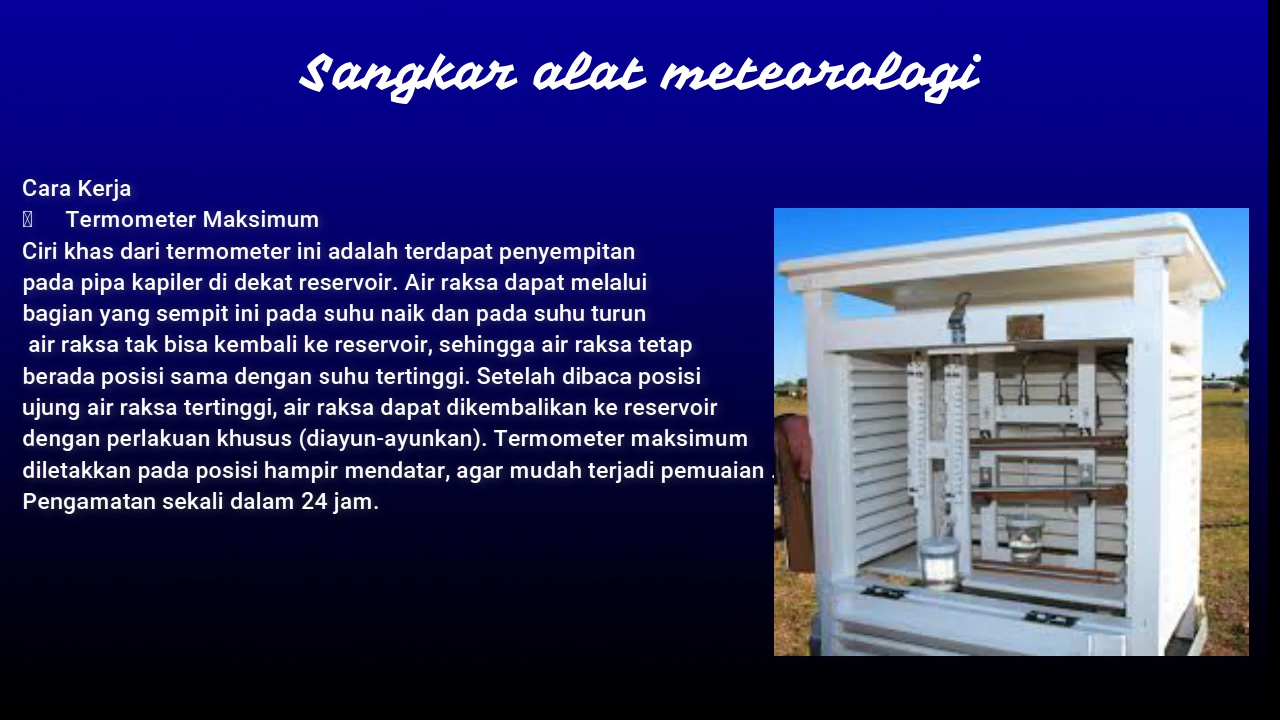 Sangkar alat meteorologi
Cara Kerja
Termometer Maksimum
Ciri khas dari termometer ini adalah terdapat penyempitan
pada pipa kapiler di dekat reservoir. Air raksa dapat melalui
bagian yang sempit ini pada suhu naik dan pada suhu turun
air raksa tak bisa kembali ke reservoir, sehingga air raksa tetap
berada posisi sama dengan suhu tertinggi. Setelah dibaca posisi
ujung air raksa tertinggi, air raksa dapat dikembalikan ke reservoir
dengan perlakuan khusus (diayun-ayunkan). Termometer maksimum
diletakkan pada posisi hampir mendatar, agar mudah terjadi pemuaian .
Pengamatan sekali dalam 24 jam.